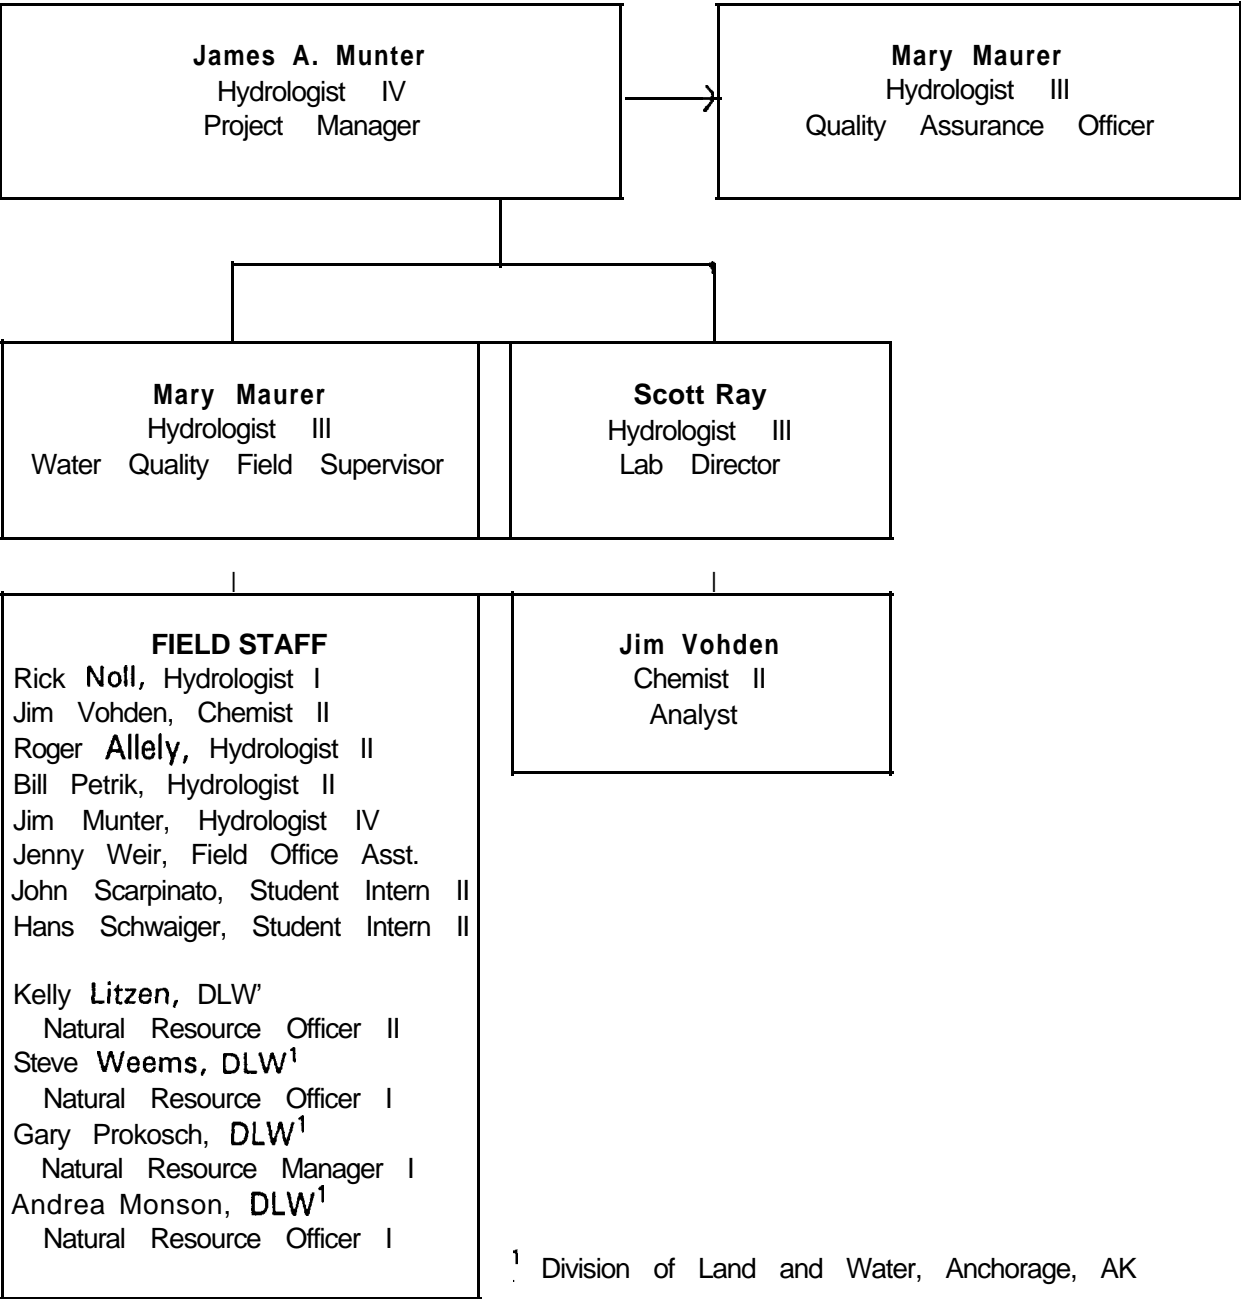 James A. Munter
Hydrologist IV
Project Manager
Mary Maurer
Hydrologist III
Quality Assurance Officer
Mary Maurer
Hydrologist III
Water Quality Field Supervisor
Scott Ray
Hydrologist III
Lab Director
FIELD STAFF
Rick Noll, Hydrologist I
Jim Vohden, Chemist II
Roger Allely, Hydrologist II
Bill Petrik, Hydrologist II
Jim Munter, Hydrologist IV
Jenny Weir, Field Office Asst.
John Scarpinato, Student Intern II
Hans Schwaiger, Student Intern II
Kelly Litzen, DLW'
Natural Resource Officer II
Steve Weems, DLW¹
Natural Resource Officer I
Gary Prokosch, DLW¹
Natural Resource Manager I
Andrea Monson, DLW¹
Natural Resource Officer I
Jim Vohden
Chemist II
Analyst
¹ Division of Land and Water, Anchorage, AK